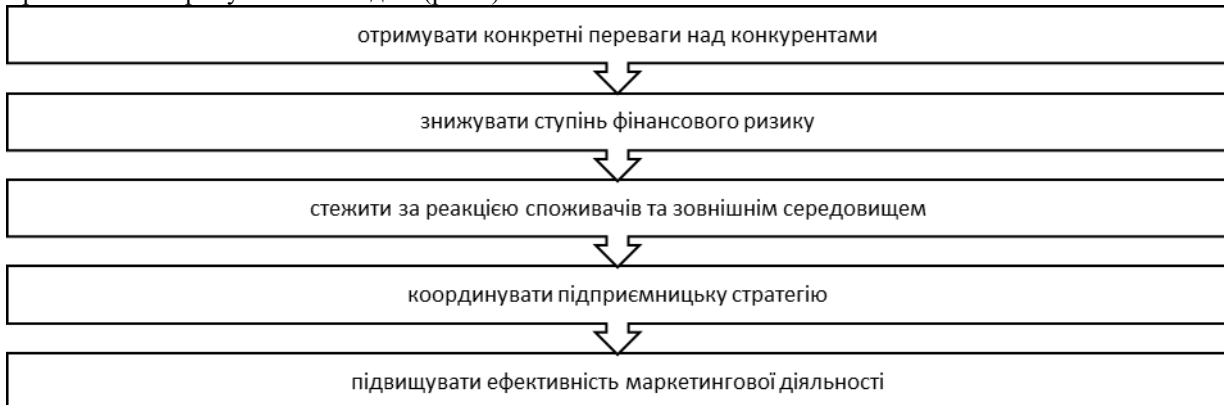 отримувати конкретні переваги над конкурентами
знижувати ступінь фінансового ризику
стежити за реакцією споживачів та зовнішнім середовищем
координувати підприємницьку стратегію
підвищувати ефективність маркетингової діяльності